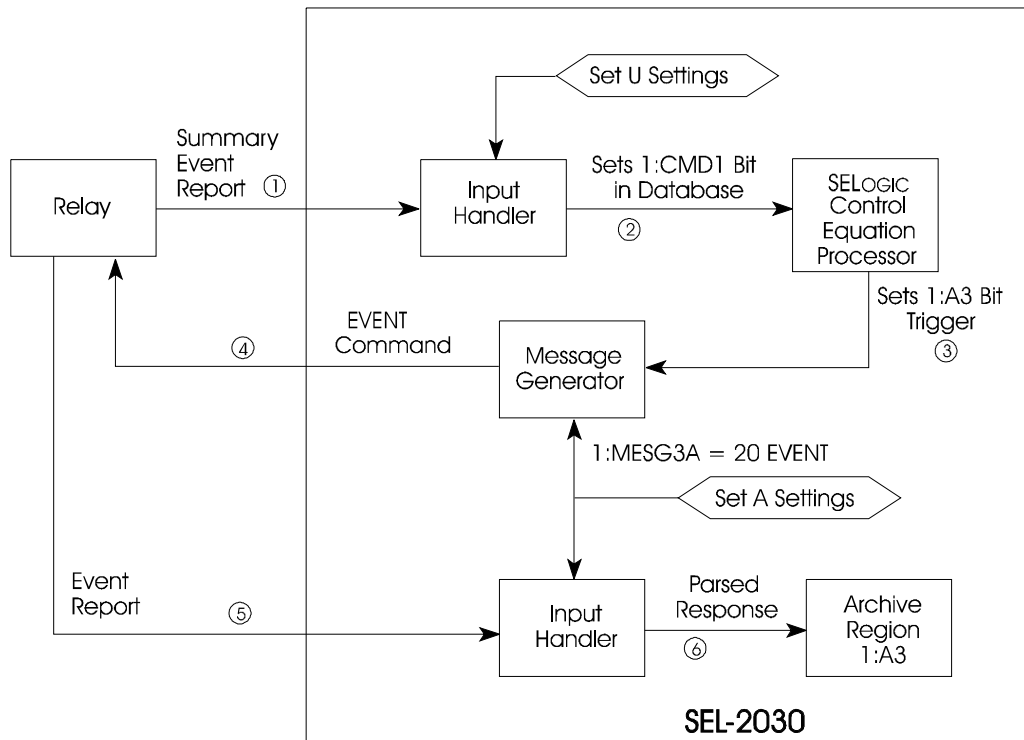 Set U Settings
Summary
Event
Report ①
Relay
Input
Handler
Sets 1:CMD1 Bit
in Database
②
SELOGIC
Control
Equation
Processor
Sets 1:A3 Bit
Trigger
③
EVENT
Command
④
Message
Generator
1:MESG3A = 20 EVENT
Set A Settings
Event
Report
⑤
Input
Handler
Parsed
Response
⑥
Archive
Region
1:A3
SEL-2030